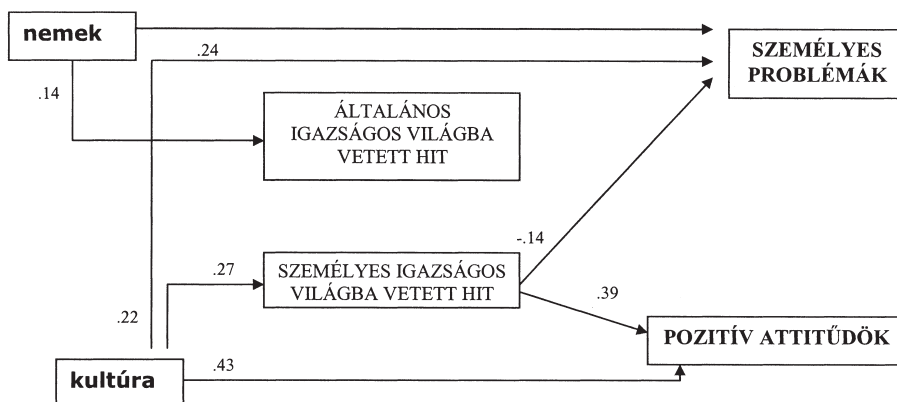 nemek
.24
SZEMÉLYES
PROBLÉMÁK
.14
ÁLTALÁNOS
IGAZSÁGOS VILÁGBA
VETETT HIT
-.14
.27
SZEMÉLYES IGAZSÁGOS
VILÁGBA VETETT HIT
.39
.22
POZITÍV ATTITŰDÖK
kultúra
.43